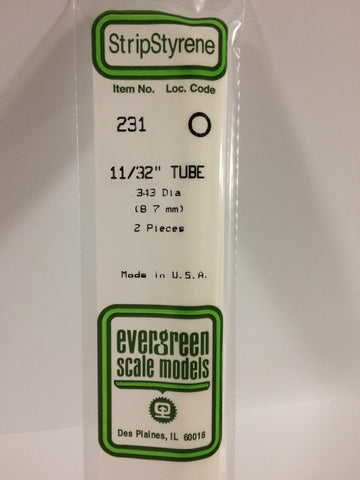 StripStyrene
Item No. Loc. Code
231 O
11/32" TUBE
.343 Dia.
(8.7 mm)
2 Pieces
Made in U.S.A.
evergreen
scale models
Des Plaines, IL 60018